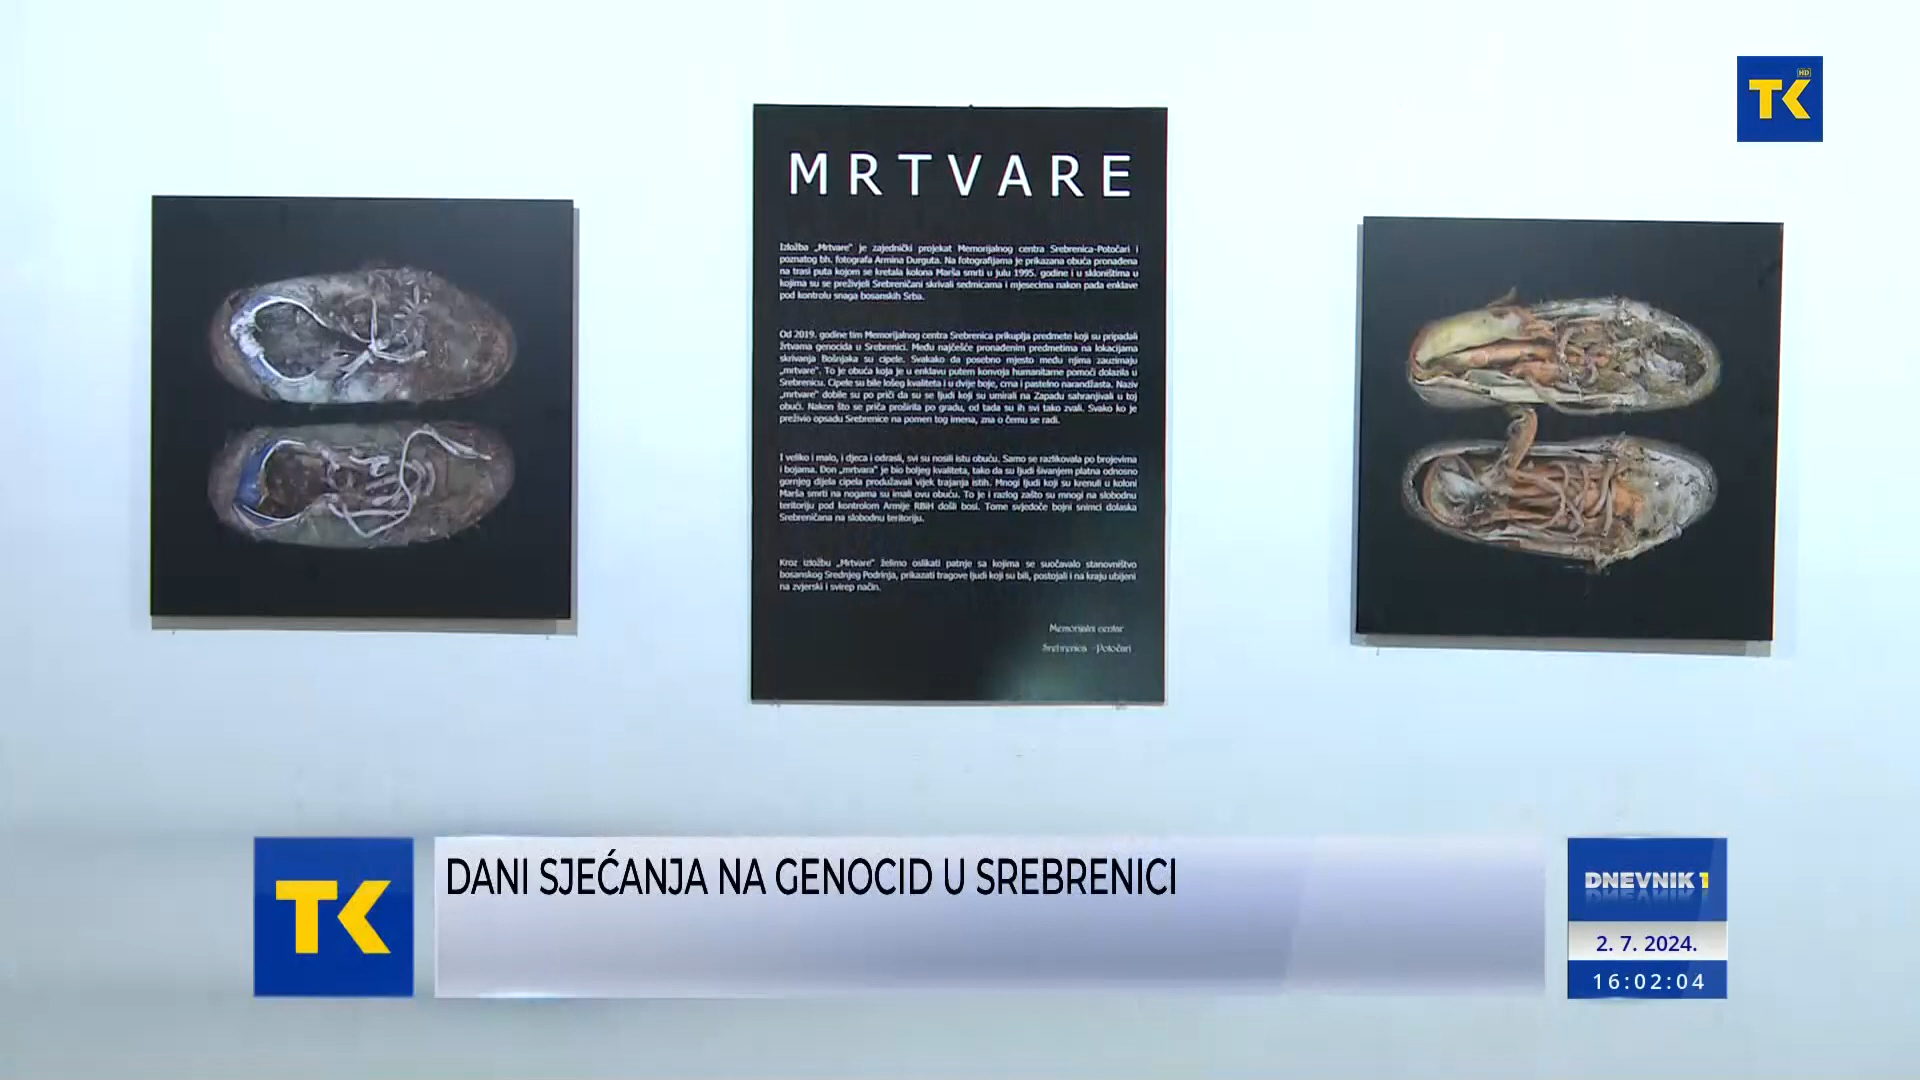 TK HD
MRTVARE
Izložba „Mrtvare" je zajednički projekat Memorijalnog centra Srebrenica-Potočari i
poznatog bh. fotografa Armina Durguta. Na fotografijama je prikazana obuća pronađena
na trasi puta kojom se kretala kolona Marša smrti u julu 1995. godine i u skloništima u
kojima su se preživjeli Srebreničani skrivali sedmicama i mjesecima nakon pada enklave
pod kontrolu snaga bosanskih Srba.
Od 2019. godine tim Memorijalnog centra Srebrenica prikuplja predmete koji su pripadali
žrtvama genocida u Srebrenici. Među najčešće pronađenim predmetima na lokacijama
skrivanja Bošnjaka su cipele. Svakako da posebno mjesto među njima zauzimaju
„mrtvare". To je obuća koja je u enklavu putem konvoja humanitarne pomoći dolazila u
Srebrenicu. Cipele su bile lošeg kvaliteta i u dvije boje, crna i pastelno narandžasta. Naziv
„mrtvare" dobile su po priči da su se ljudi koji su umirali na Zapadu sahranjivali u toj
obući. Nakon što se priča proširila po gradu, od tada su ih svi tako zvali. Svako ko je
preživio opsadu Srebrenice na pomen tog imena, zna o čemu se radi.
I veliko i malo, i djeca i odrasli, svi su nosili istu obuću. Samo se razlikovala po brojevima
i bojama. Đon „mrtvara" je bio boljeg kvaliteta, tako da su ljudi šivanjem platna odnosno
gornjeg dijela cipela produžavali vijek trajanja istih. Mnogi ljudi koji su krenuli u koloni
Marša smrti na nogama su imali ovu obuću. To je i razlog zašto su mnogi na slobodnu
teritoriju pod kontrolom Armije RBiH došli bosi. Tome svjedoče bojni snimci dolaska
Srebreničana na slobodnu teritoriju.
Kroz izložbu „Mrtvare" želimo oslikati patnje sa kojima se suočavalo stanovništvo
bosanskog Srednjeg Podrinja, prikazati tragove ljudi koji su bili, postojali i na kraju ubijeni
na zvjerski i svirep način.
Memorijalni centar
Srebrenica -Potočari
TK
DANI SJEĆANJA NA GENOCID U SREBRENICI
DNEVNIK 1
2. 7. 2024.
16:02:04